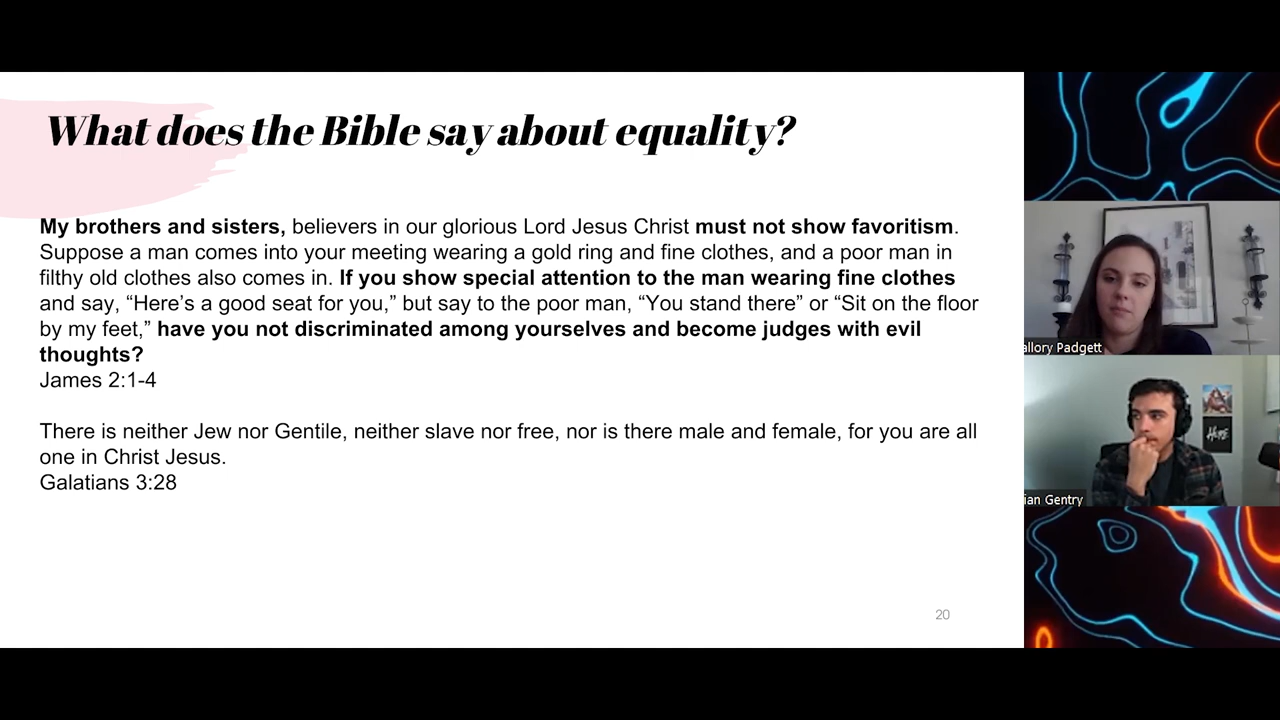 What does the Bible say about equality?
My brothers and sisters, believers in our glorious Lord Jesus Christ must not show favoritism.
Suppose a man comes into your meeting wearing a gold ring and fine clothes, and a poor man in
filthy old clothes also comes in. If you show special attention to the man wearing fine clothes
and say, “Here’s a good seat for you,” but say to the poor man, “You stand there” or “Sit on the floor
by my feet,” have you not discriminated among yourselves and become judges with evil
thoughts?
James 2:1-4
There is neither Jew nor Gentile, neither slave nor free, nor is there male and female, for you are all
one in Christ Jesus.
Galatians 3:28
20
allory Padgett
HOPE
ian Gentry